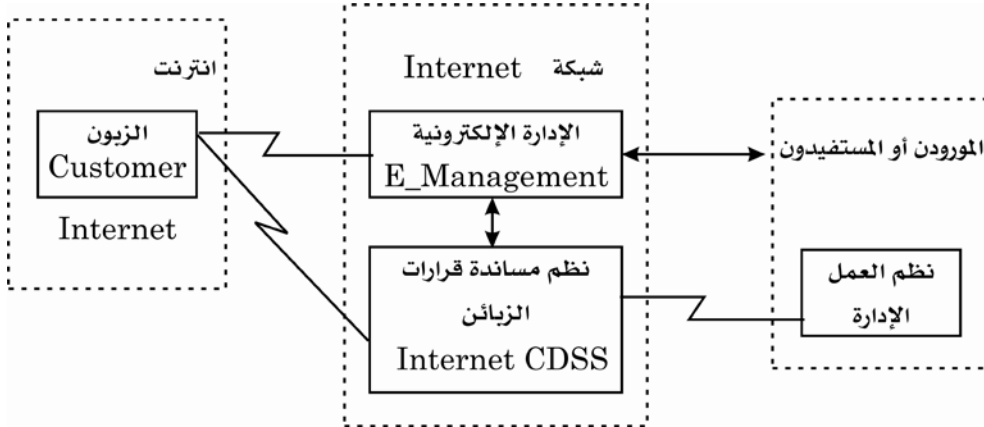 انترنت
الزبون
Customer
Internet
شبكة Internet
الإدارة الإلكترونية
E_Management
نظم مساندة قرارات
الزبائن
Internet CDSS
المورودن أو المستفيدون
نظم العمل
الإدارة